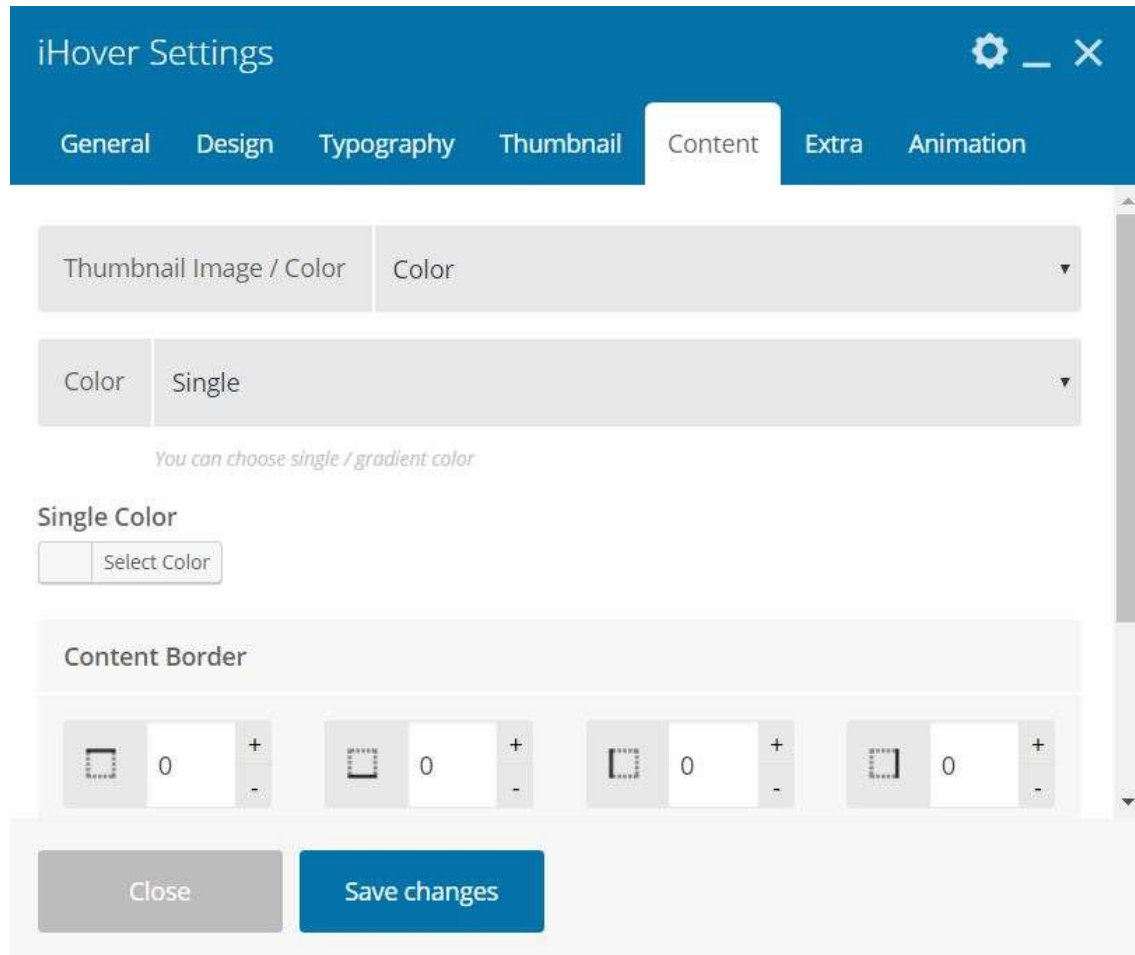 iHover Settings
General Design Typography Thumbnail Content Extra Animation
Thumbnail Image / Color Color
Color Single
You can choose single / gradient color
Single Color
Select Color
Content Border
0 + - 0 + - 0 + - 0 + -
Close Save changes